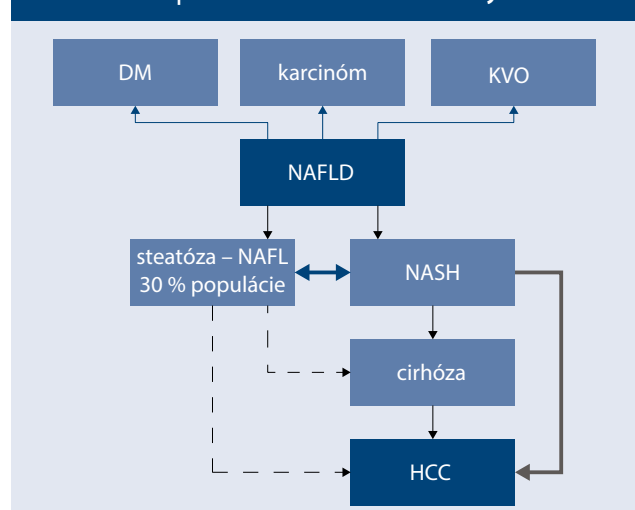 DM
karcinóm
KVO
NAFLD
steatóza – NAFL
30 % populácie
NASH
cirhóza
HCC